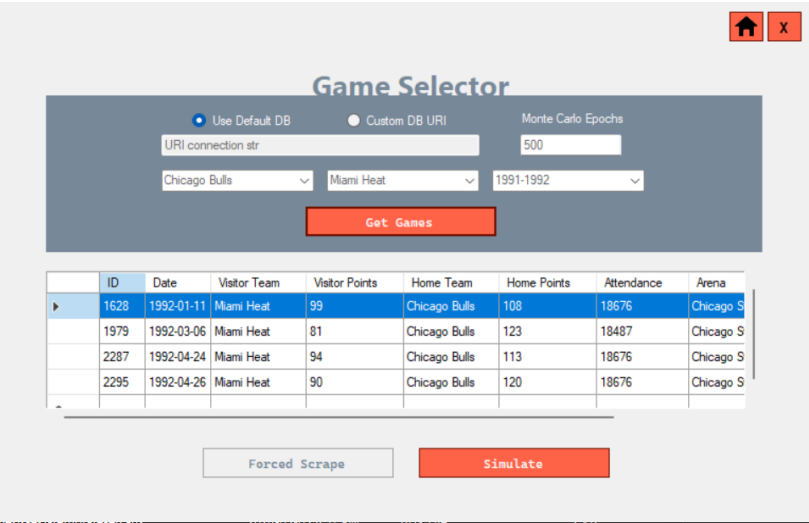 X
Game Selector
Use Default DB Custom DB URI Monte Carlo Epochs
URI connection str 500
Chicago Bulls Miami Heat 1991-1992
Get Games
ID Date Visitor Team Visitor Points Home Team Home Points Attendance Arena
1628 1992-01-11 Miami Heat 99 Chicago Bulls 108 18676 Chicago S
1979 1992-03-06 Miami Heat 81 Chicago Bulls 123 18487 Chicago S
2287 1992-04-24 Miami Heat 94 Chicago Bulls 113 18676 Chicago S
2295 1992-04-26 Miami Heat 90 Chicago Bulls 120 18676 Chicago S
Forced Scrape Simulate